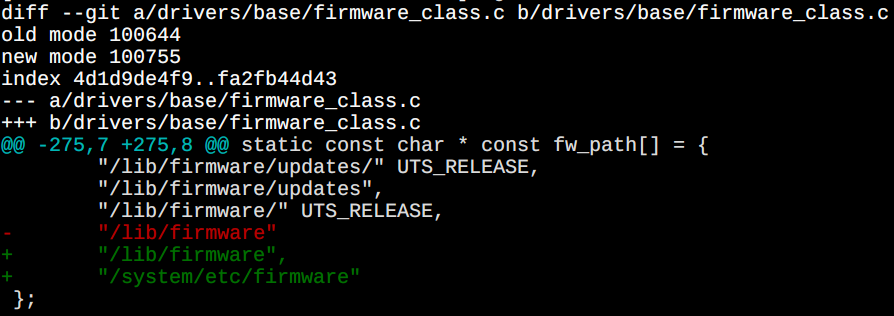 diff --git a/drivers/base/firmware_class.c b/drivers/base/firmware_class.c
old mode 100644
new mode 100755
index 4d1d9de4f9..fa2fb44d43
--- a/drivers/base/firmware_class.c
+++ b/drivers/base/firmware_class.c
@@ -275,7 +275,8 @@ static const char * const fw_path[] = {
        "/lib/firmware/updates/" UTS_RELEASE,
        "/lib/firmware/updates",
        "/lib/firmware/" UTS_RELEASE,
-       "/lib/firmware"
+       "/lib/firmware",
+       "/system/etc/firmware"
 };